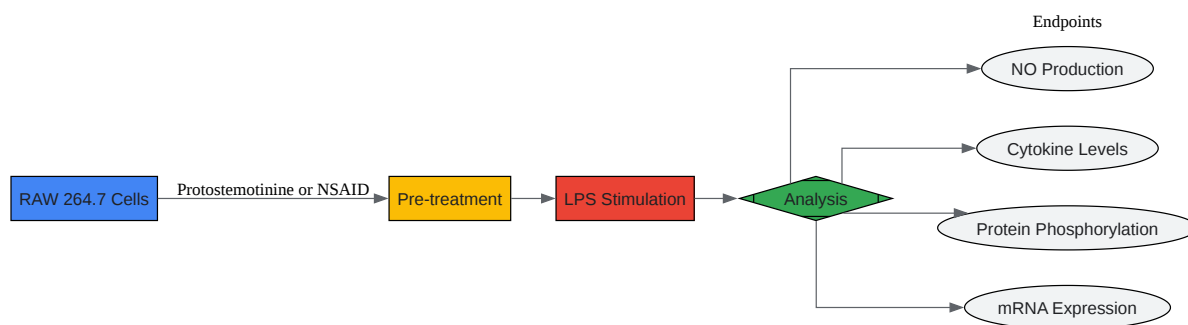 Endpoints
NO Production
Cytokine Levels
RAW 264.7 Cells
Protostemotinine or NSAID
Pre-treatment
LPS Stimulation
Analysis
Protein Phosphorylation
mRNA Expression